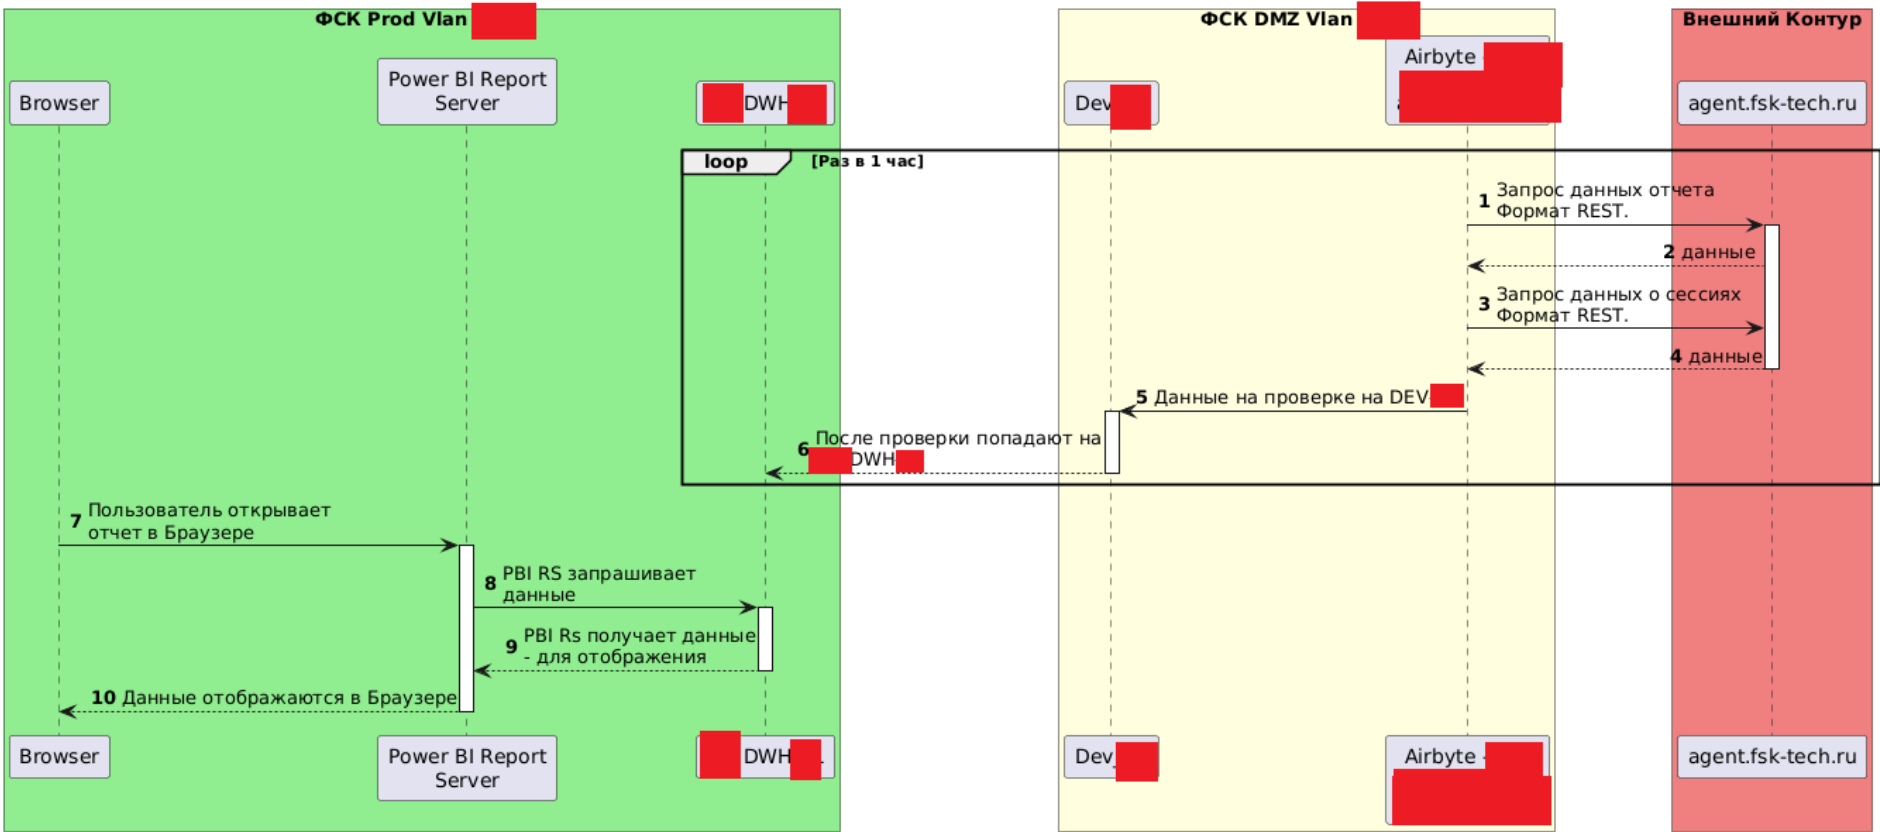 ФСК Prod Vlan
ФСК DMZ Vlan
Внешний Контур
Browser
Power BI Report
Server
DWH
Dev
Airbyte -
agent.fsk-tech.ru
loop
[Раз в 1 час]
1 Запрос данных отчета
Формат REST.
2 данные
3 Запрос данных о сессиях
Формат REST.
4 данные
5 Данные на проверке на DEV
6 После проверки попадают на
DWH
7 Пользователь открывает
отчет в Браузере
8 PBI RS запрашивает
данные
9 PBI Rs получает данные
- для отображения
10 Данные отображаются в Браузере
Browser
Power BI Report
Server
DWH
Dev_
Airbyte -
agent.fsk-tech.ru